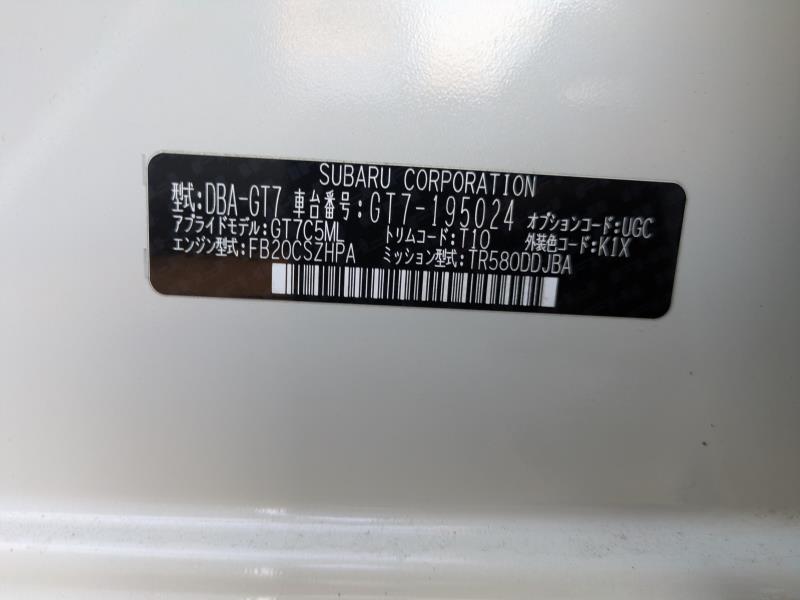 SUBARU CORPORATION
型式:DBA-GT7 車台番号:GT7-195024 オプションコード:UGC
アプライドモデル:GT7C5ML トリムコード:T10 外装色コード:K1X
エンジン型式:FB20CSZHPA ミッション型式:TR580DDJBA